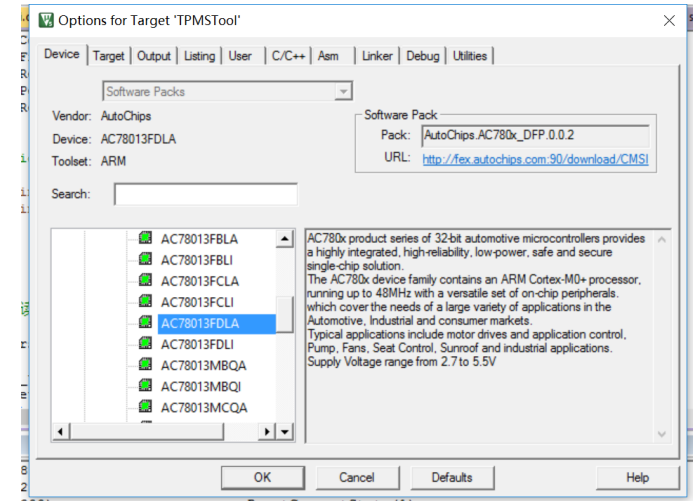 Options for Target 'TPMSTool'
Device Target Output Listing User C/C++ Asm Linker Debug Utilities
Software Packs
Vendor: AutoChips
Device: AC78013FDLA
Toolset: ARM
Search:
Software Pack
Pack: AutoChips.AC780x_DFP.0.0.2
URL: http://fex.autochips.com:90/download/CMSI
AC78013FBLA
AC78013FBLI
AC78013FCLA
AC78013FCLI
AC78013FDLA
AC78013FDLI
AC78013MBQA
AC78013MBQI
AC78013MCQA
AC780x product series of 32-bit automotive microcontrollers provides
a highly integrated, high-reliability, low-power, safe and secure
single-chip solution.
The AC780x device family contains an ARM Cortex-M0+ processor,
running up to 48MHz with a versatile set of on-chip peripherals.
which cover the needs of a large variety of applications in the
Automotive, Industrial and consumer markets.
Typical applications include motor drives and application control,
Pump, Fans, Seat Control, Sunroof and industrial applications.
Supply Voltage range from 2.7 to 5.5V
OK Cancel Defaults Help